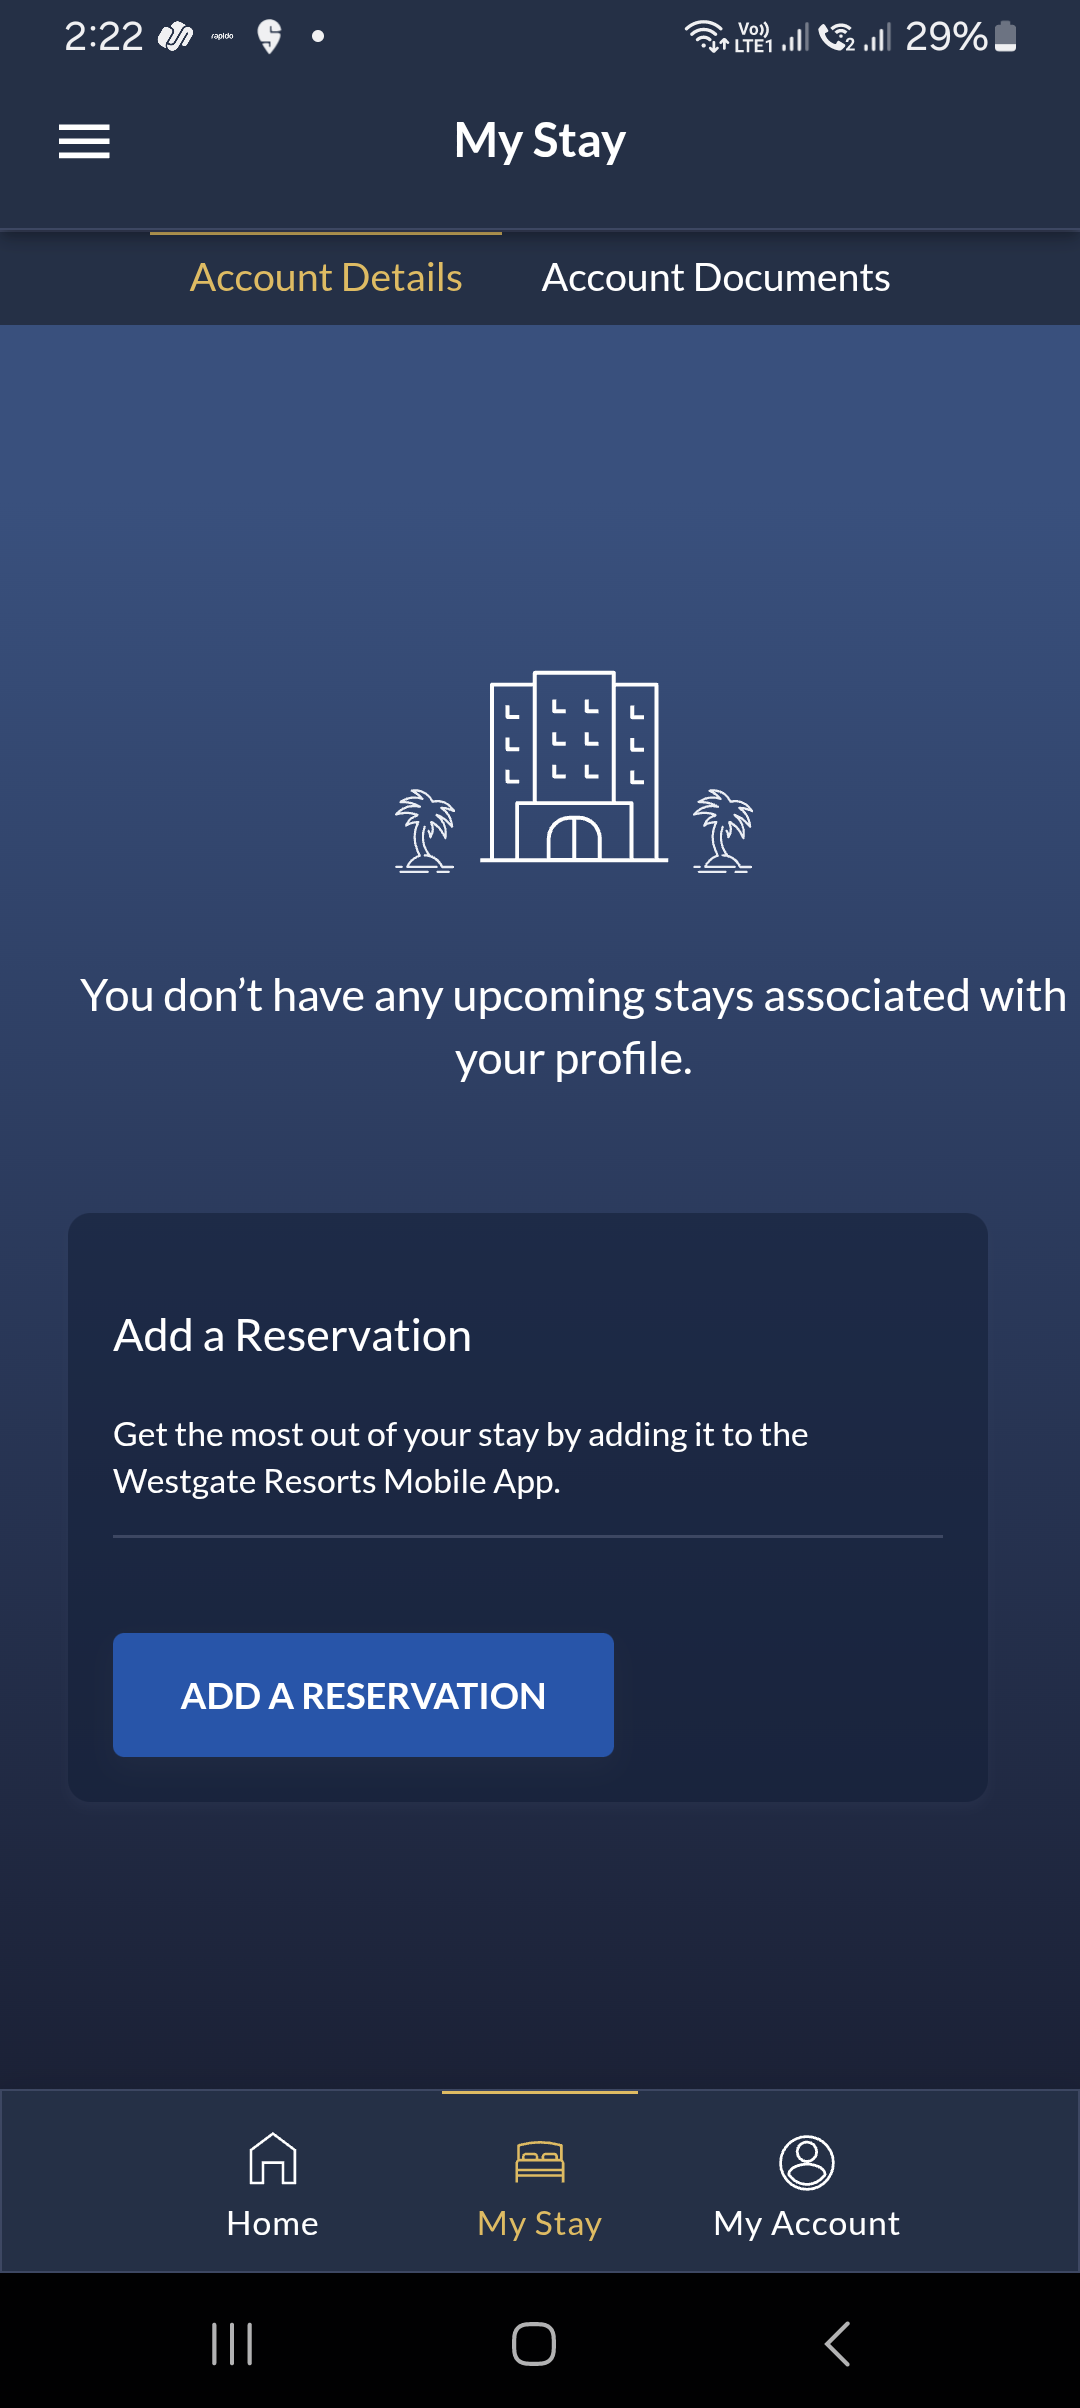 2:22 rapido Vo)) LTE1 2 29%
My Stay
Account Details Account Documents
You don’t have any upcoming stays associated with
your profile.
Add a Reservation
Get the most out of your stay by adding it to the
Westgate Resorts Mobile App.
ADD A RESERVATION
Home My Stay My Account